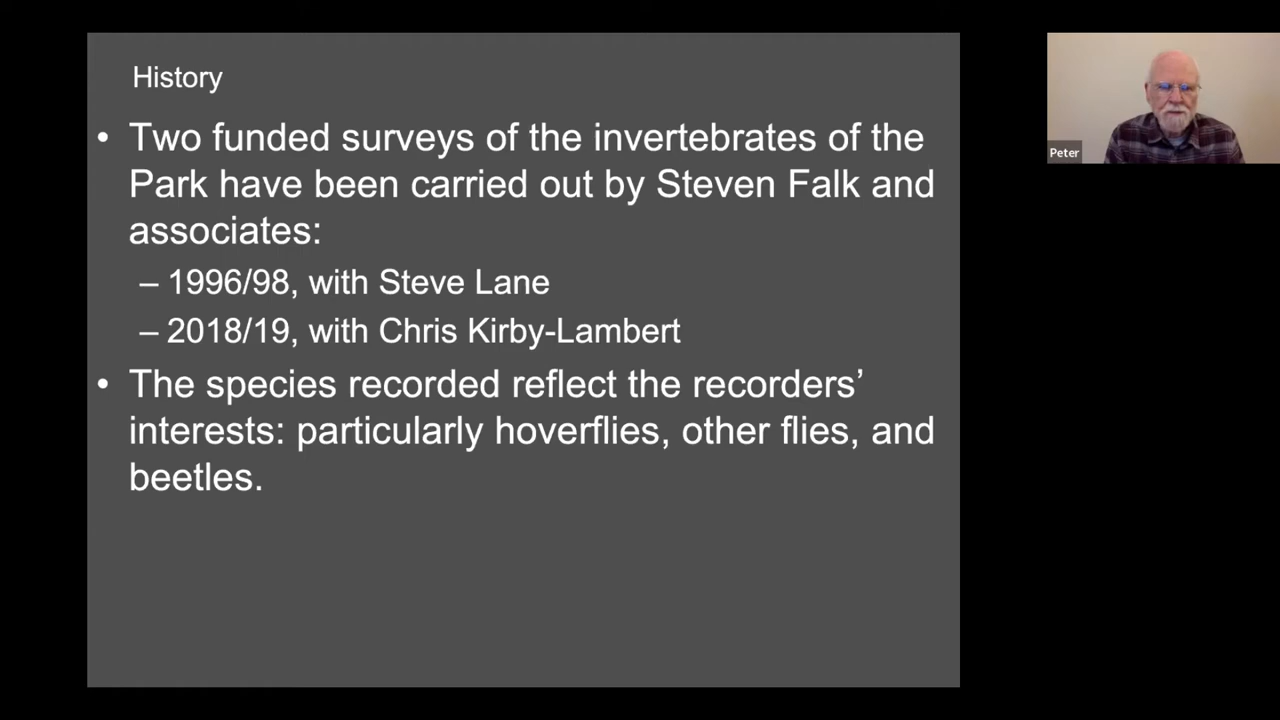 History
• Two funded surveys of the invertebrates of the
Park have been carried out by Steven Falk and
associates:
– 1996/98, with Steve Lane
– 2018/19, with Chris Kirby-Lambert
• The species recorded reflect the recorders’
interests: particularly hoverflies, other flies, and
beetles.
Peter